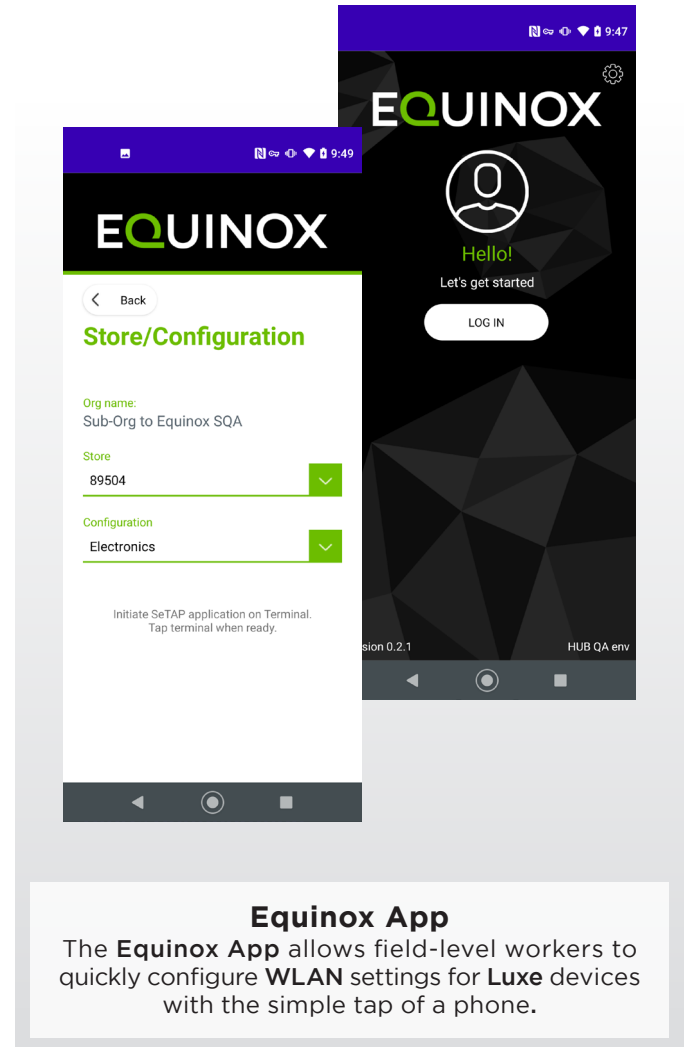 9:47
EQUINOX
Hello!
Let's get started
LOG IN
sion 0.2.1
HUB QA env
9:49
EQUINOX
Back
Store/Configuration
Org name:
Sub-Org to Equinox SQA
Store
89504
Configuration
Electronics
Initiate SeTAP application on Terminal.
Tap terminal when ready.
Equinox App
The Equinox App allows field-level workers to
quickly configure WLAN settings for Luxe devices
with the simple tap of a phone.